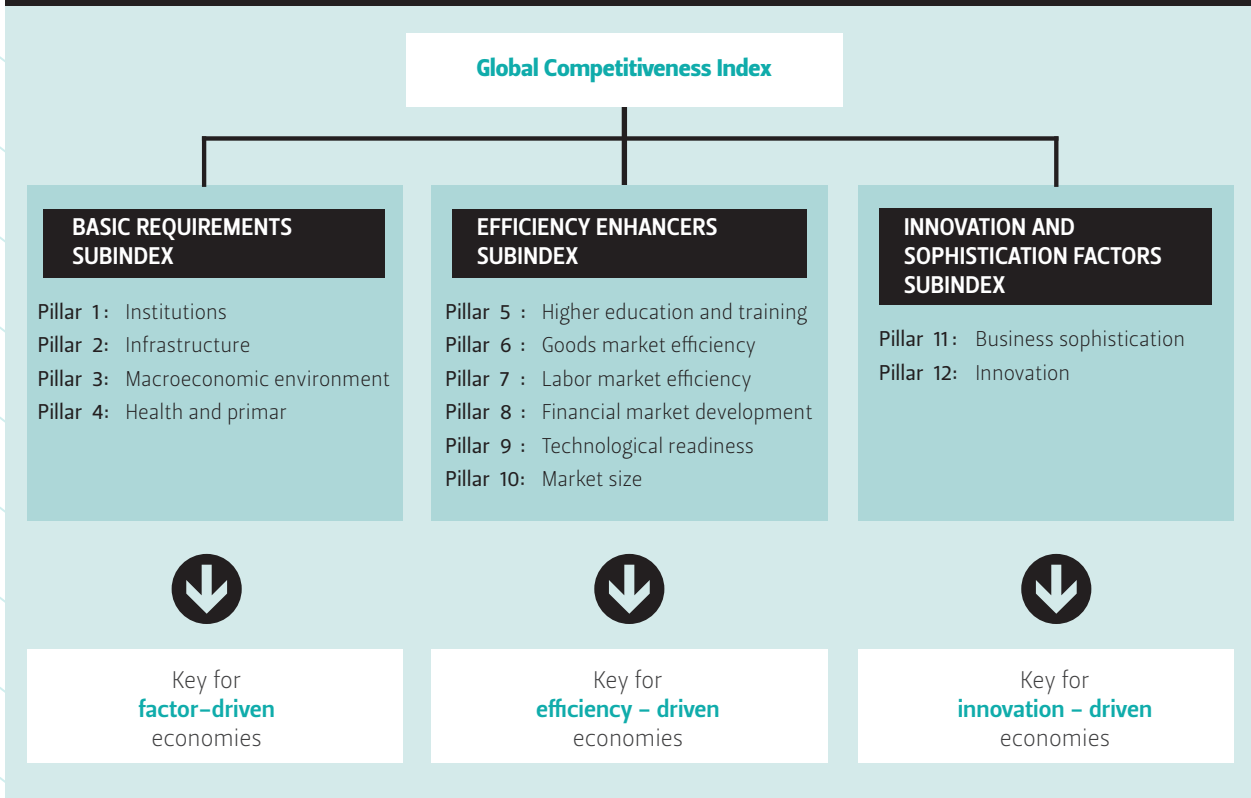 Global Competitiveness Index
BASIC REQUIREMENTS
SUBINDEX
Pillar 1: Institutions
Pillar 2: Infrastructure
Pillar 3: Macroeconomic environment
Pillar 4: Health and primar
EFFICIENCY ENHANCERS
SUBINDEX
Pillar 5 : Higher education and training
Pillar 6 : Goods market efficiency
Pillar 7 : Labor market efficiency
Pillar 8 : Financial market development
Pillar 9 : Technological readiness
Pillar 10: Market size
INNOVATION AND
SOPHISTICATION FACTORS
SUBINDEX
Pillar 11: Business sophistication
Pillar 12: Innovation
Key for
factor–driven
economies
Key for
efficiency – driven
economies
Key for
innovation – driven
economies